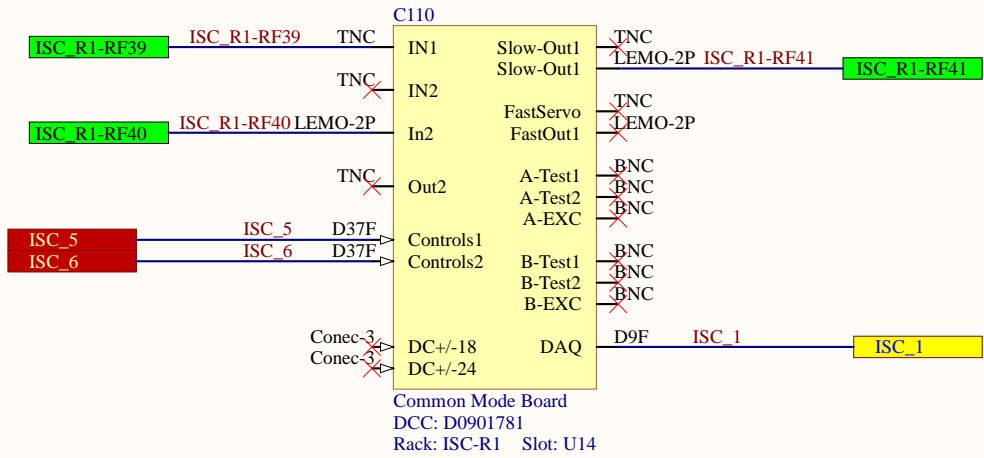 C110
ISC_R1-RF39 ISC_R1-RF39 TNC IN1 Slow-Out1 TNC
Slow-Out1 LEMO-2P ISC_R1-RF41 ISC_R1-RF41
TNC IN2
FastServo TNC
ISC_R1-RF40 ISC_R1-RF40 LEMO-2P In2 FastOut1 LEMO-2P
A-Test1 BNC
TNC Out2 A-Test2 BNC
A-EXC BNC
ISC_5 ISC_5 D37F Controls1
ISC_6 ISC_6 D37F Controls2 B-Test1 BNC
B-Test2 BNC
B-EXC BNC
Conec-3 DC+/-18 DAQ D9F ISC_1 ISC_1
Conec-3 DC+/-24
Common Mode Board
DCC: D0901781
Rack: ISC-R1 Slot: U14